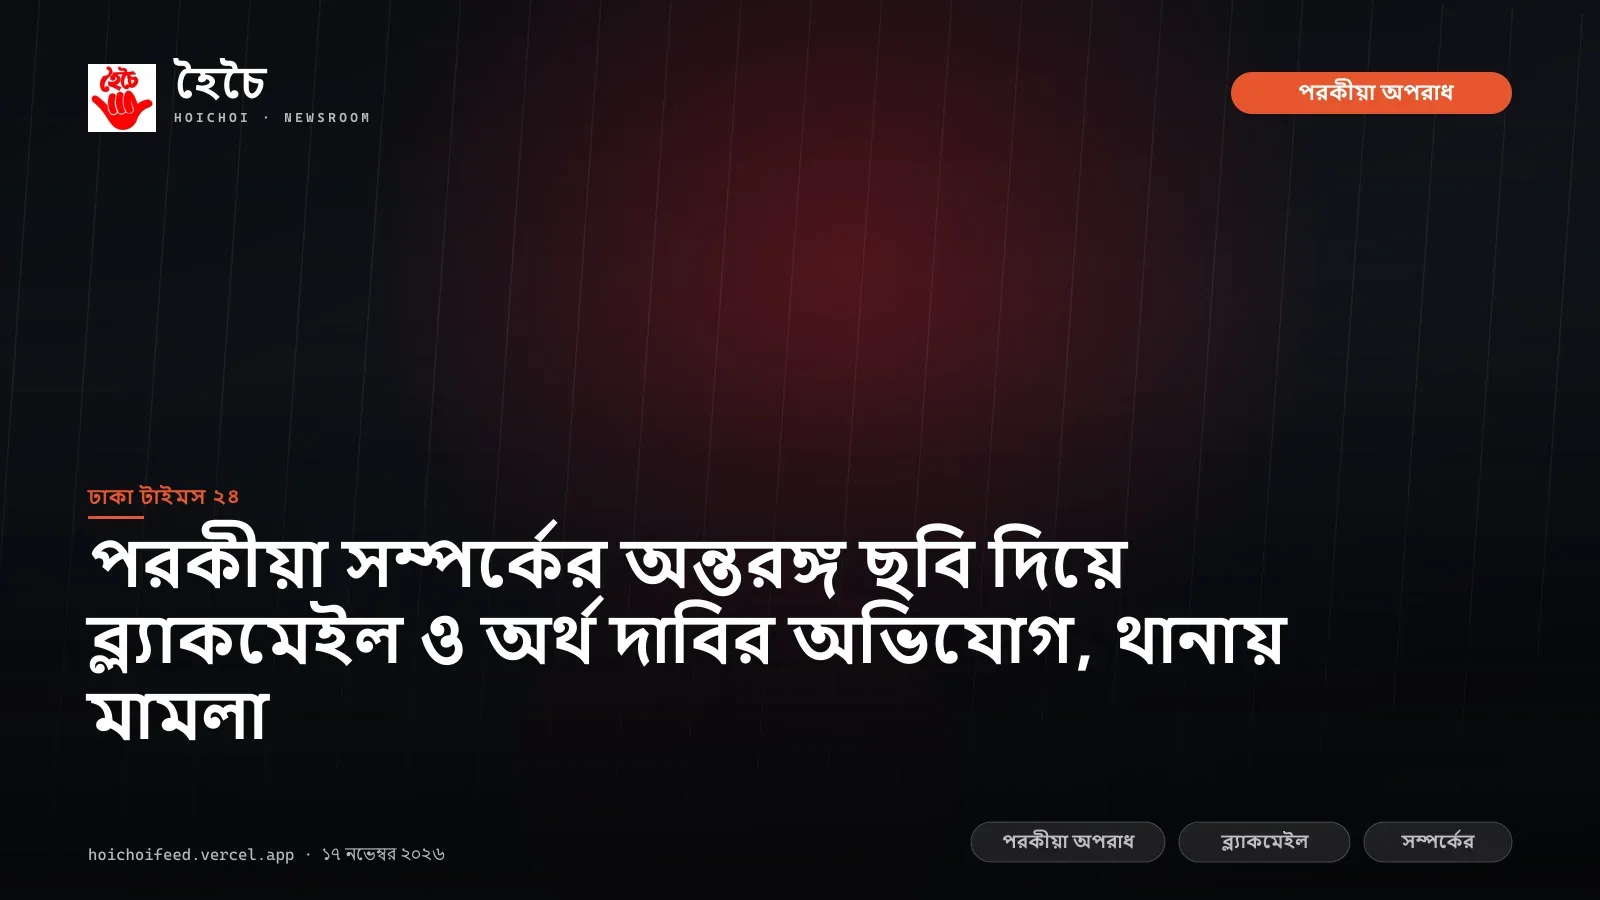 হৈচৈ
হৈচৈ
HOICHOI · NEWSROOM
পরকীয়া অপরাধ
ঢাকা টাইমস ২৪
পরকীয়া সম্পর্কের অন্তরঙ্গ ছবি দিয়ে
ব্ল্যাকমেইল ও অর্থ দাবির অভিযোগ, থানায়
মামলা
hoichoifeed.vercel.app · ১৭ নভেম্বর ২০২৬
পরকীয়া অপরাধ
ব্ল্যাকমেইল
সম্পর্কের